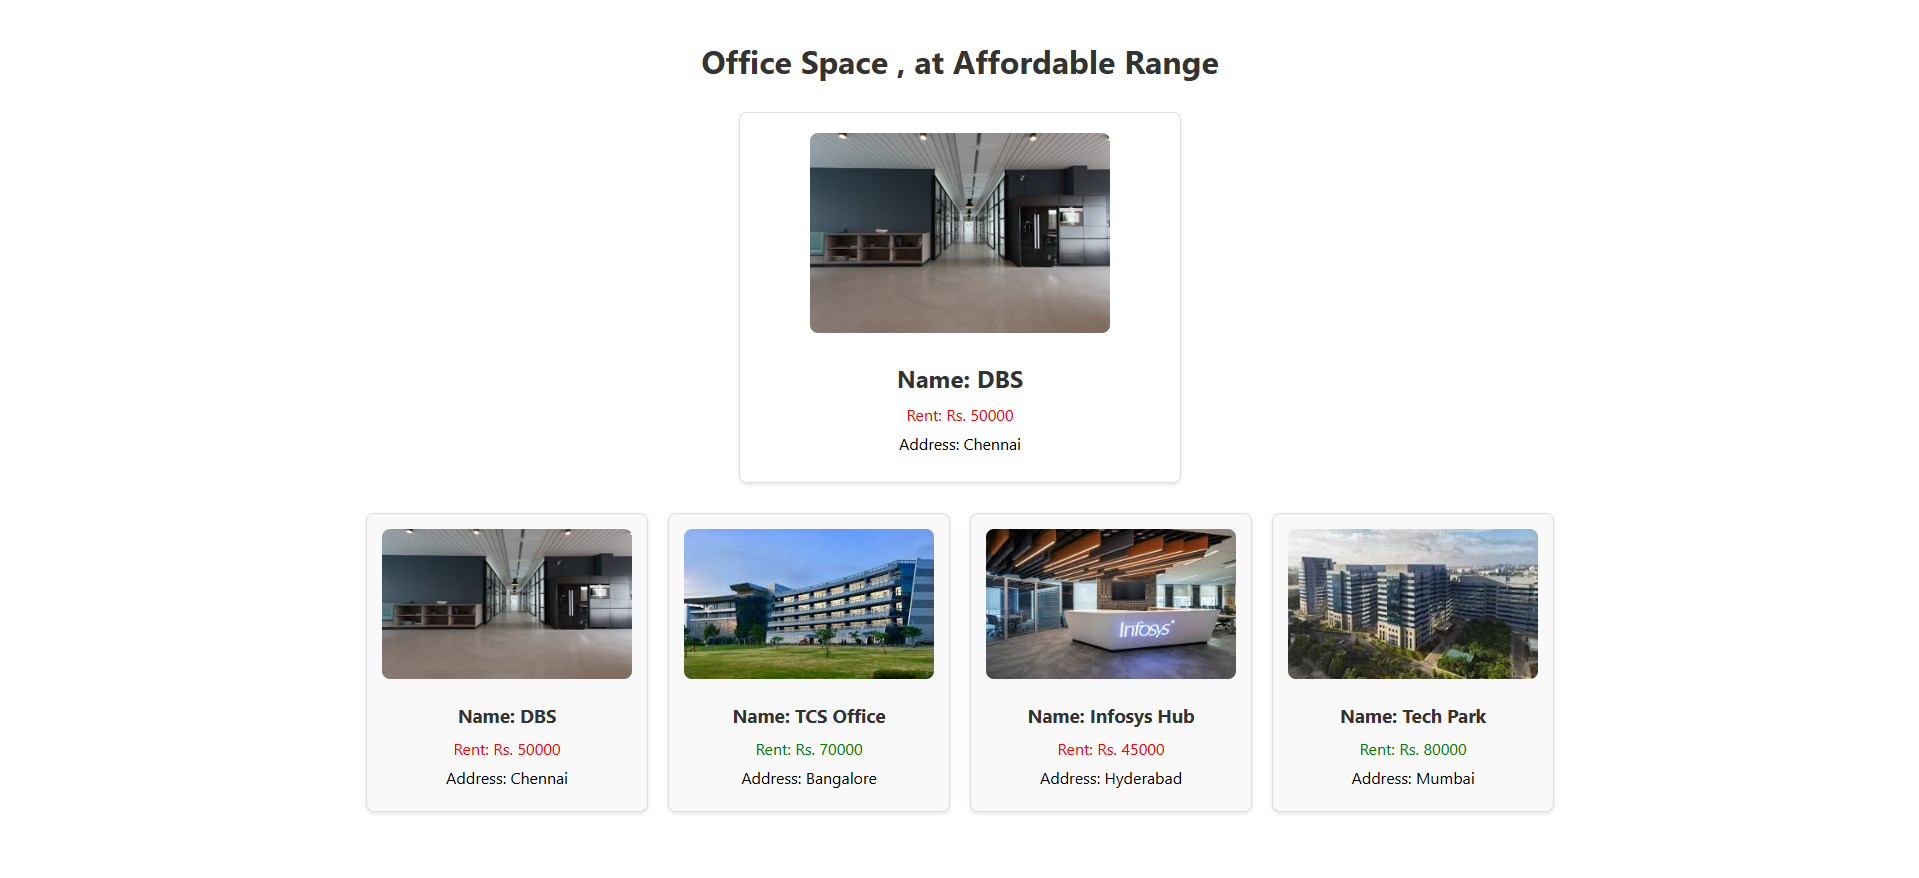 Office Space , at Affordable Range
Name: DBS
Rent: Rs. 50000
Address: Chennai
Name: DBS
Rent: Rs. 50000
Address: Chennai
Name: TCS Office
Rent: Rs. 70000
Address: Bangalore
Infosys
Name: Infosys Hub
Rent: Rs. 45000
Address: Hyderabad
Name: Tech Park
Rent: Rs. 80000
Address: Mumbai